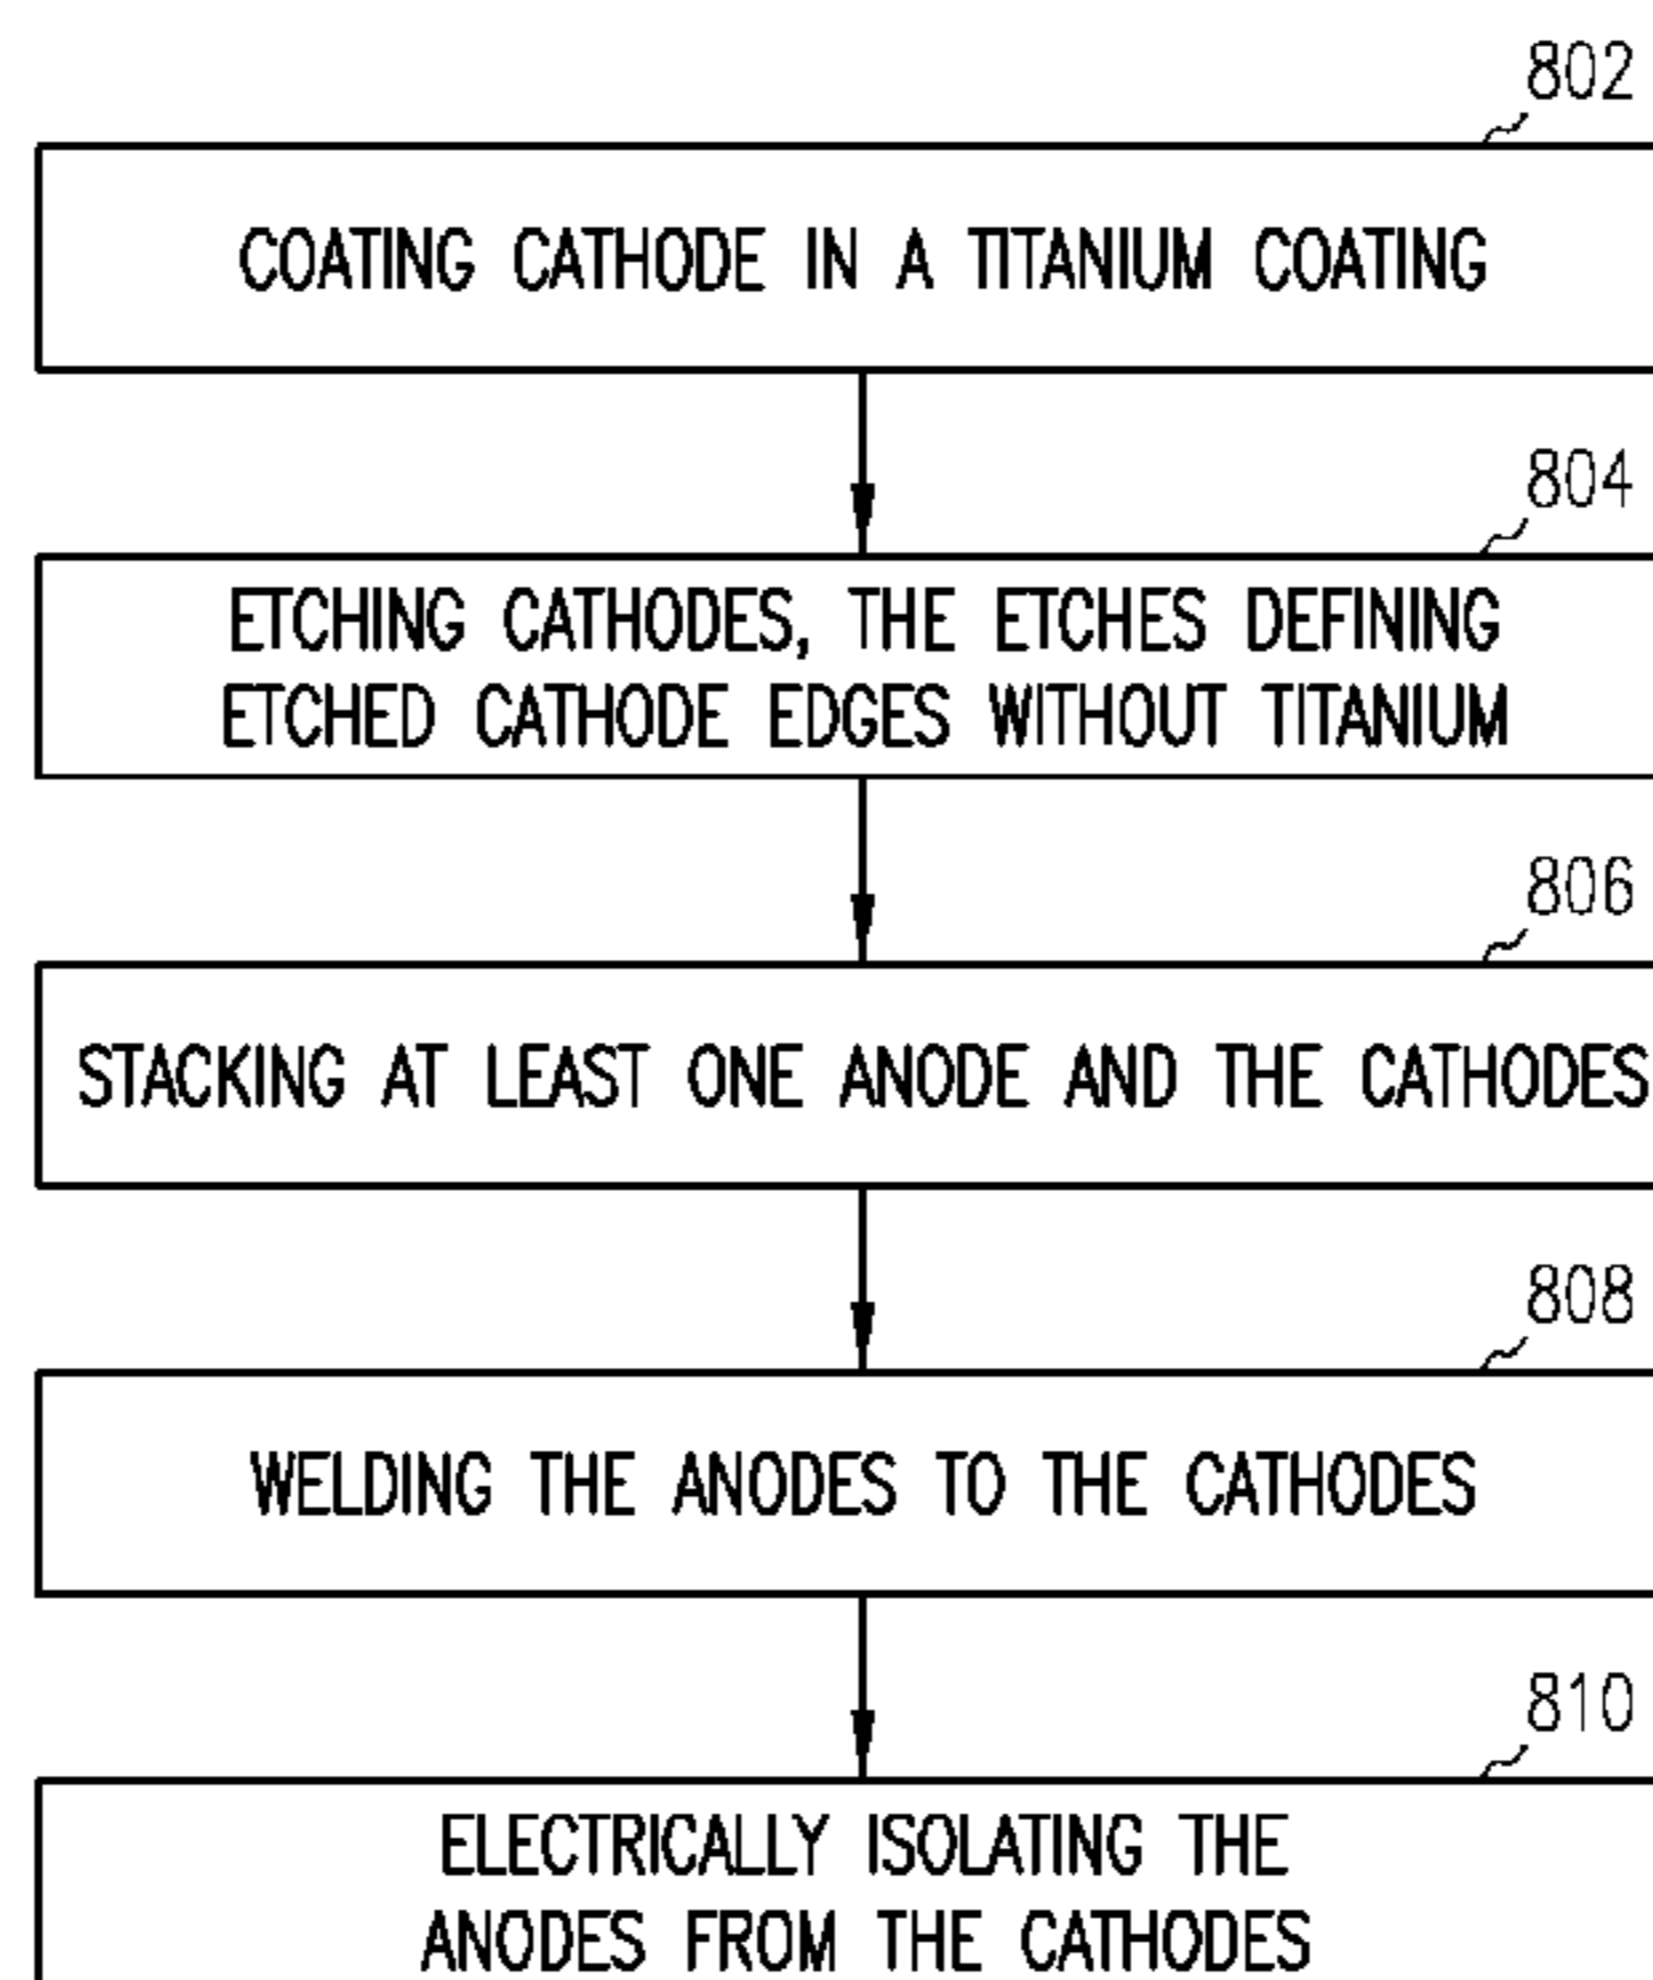 802
COATING CATHODE IN A TITANIUM COATING
804
ETCHING CATHODES, THE ETCHES DEFINING
ETCHED CATHODE EDGES WITHOUT TITANIUM
806
STACKING AT LEAST ONE ANODE AND THE CATHODES
808
WELDING THE ANODES TO THE CATHODES
810
ELECTRICALLY ISOLATING THE
ANODES FROM THE CATHODES